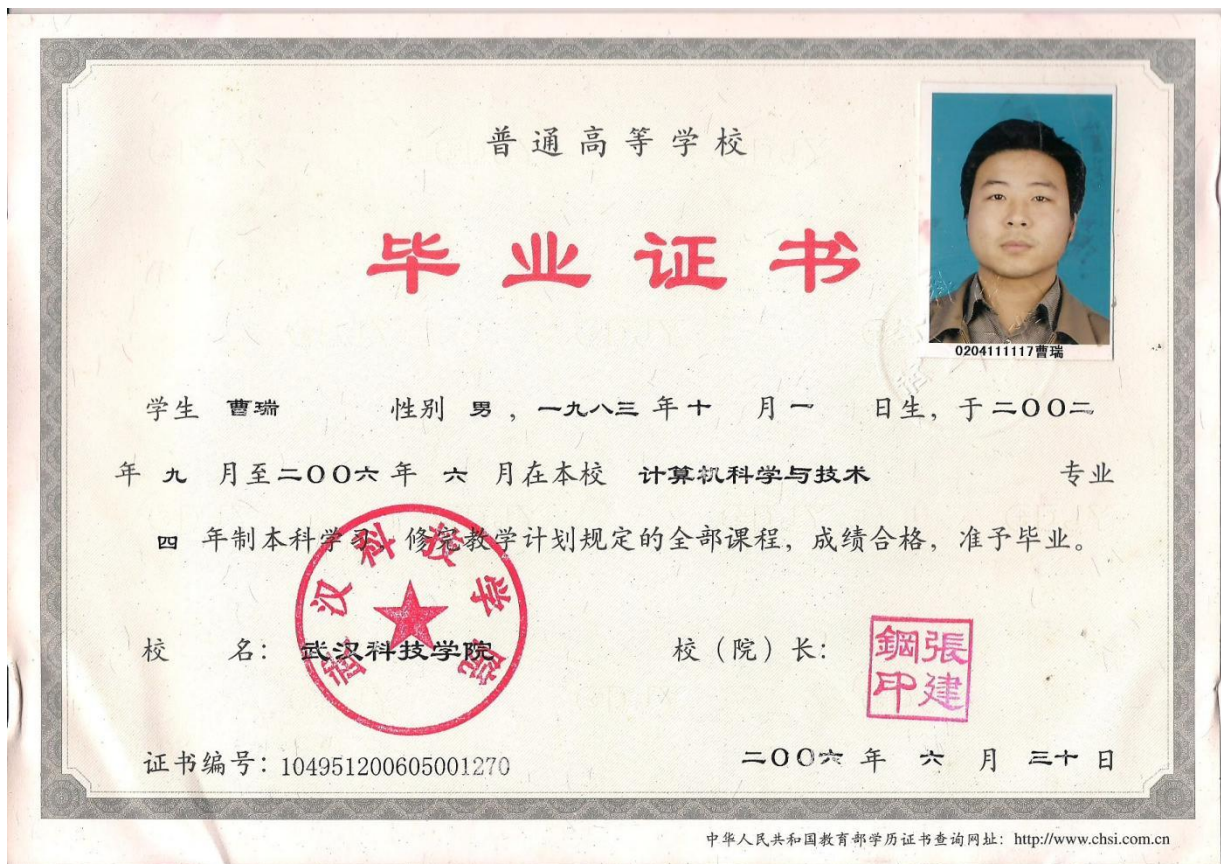 普通高等学校
毕业证书
0204111117曹瑞
学生 曹瑞 性别 男 , 一九八三 年 十 月 一 日生, 于 二OO二
年 九 月至 二OO六 年 六 月在本校 计算机科学与技术 专业
四 年制本科学习, 修完教学计划规定的全部课程, 成绩合格, 准予毕业。
武汉科技学院
校 名: 武汉科技学院 校（院）长: 張建鋼印
证书编号: 104951200605001270 二OO六 年 六 月 三十 日
中华人民共和国教育部学历证书查询网址: http://www.chsi.com.cn